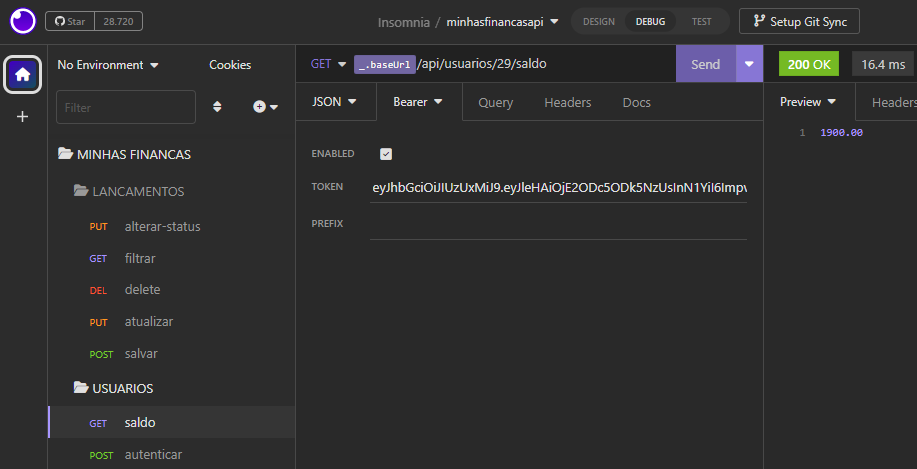 Star 28.720
Insomnia / minhasfinancasapi
DESIGN DEBUG TEST
Setup Git Sync
No Environment
Cookies
Filter
MINHAS FINANCAS
LANCAMENTOS
PUT alterar-status
GET filtrar
DEL delete
PUT atualizar
POST salvar
USUARIOS
GET saldo
POST autenticar
GET _.baseUrl/api/usuarios/29/saldo
Send
JSON Bearer Query Headers Docs
ENABLED
TOKEN
PREFIX
200 OK 16.4 ms
Preview Headers
1 1900.00